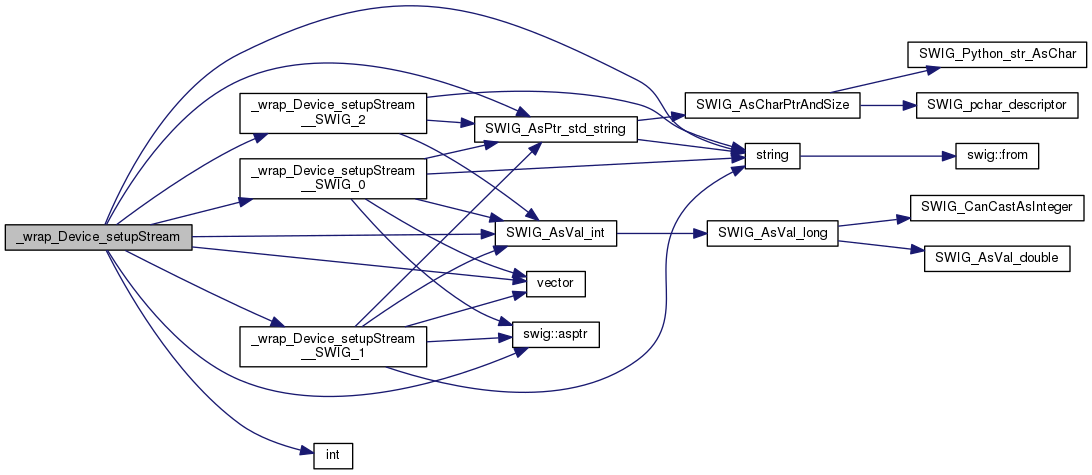 _wrap_Device_setupStream
_wrap_Device_setupStream
__SWIG_2
_wrap_Device_setupStream
__SWIG_0
_wrap_Device_setupStream
__SWIG_1
int
SWIG_AsPtr_std_string
SWIG_AsVal_int
vector
swig::asptr
SWIG_AsCharPtrAndSize
string
SWIG_AsVal_long
SWIG_Python_str_AsChar
SWIG_pchar_descriptor
swig::from
SWIG_CanCastAsInteger
SWIG_AsVal_double